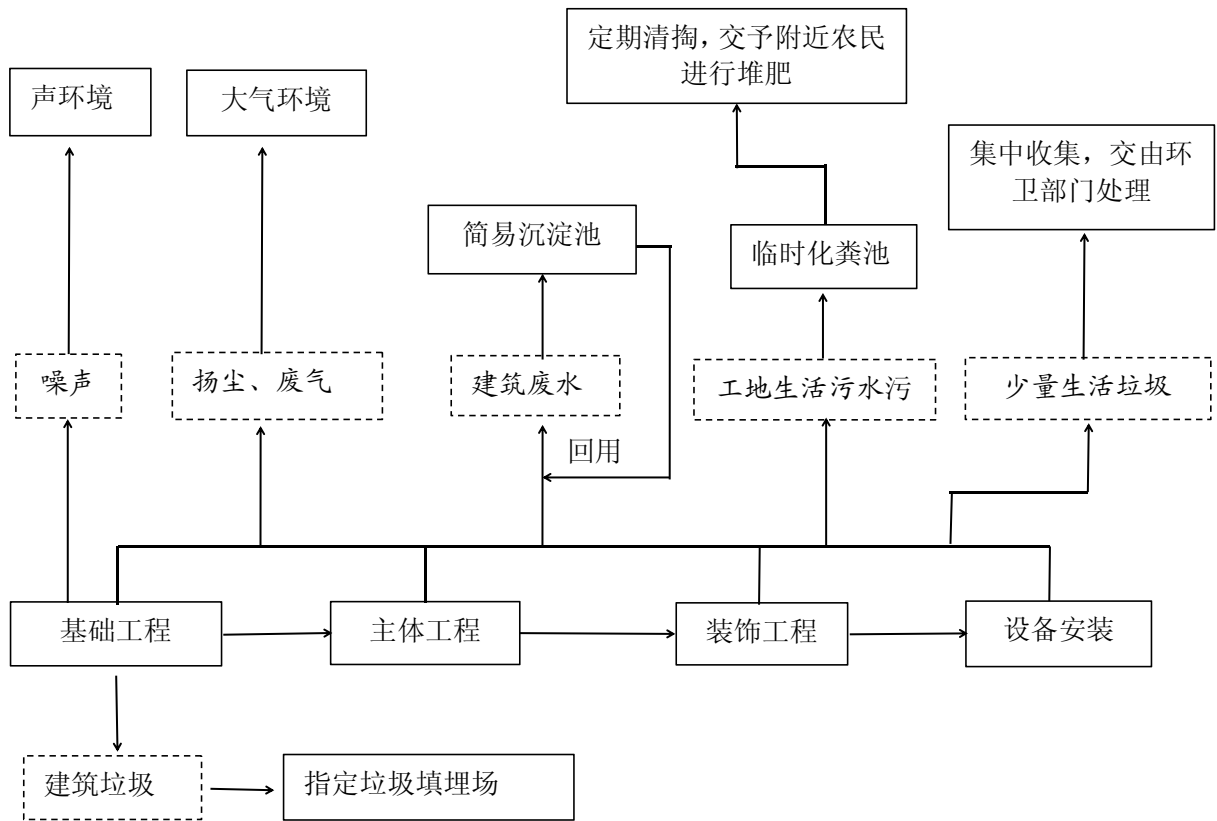 定期清掏，交予附近农民
进行堆肥
声环境
大气环境
集中收集，交由环
卫部门处理
简易沉淀池
临时化粪池
噪声
扬尘、废气
建筑废水
工地生活污水污
少量生活垃圾
回用
基础工程
主体工程
装饰工程
设备安装
建筑垃圾
指定垃圾填埋场